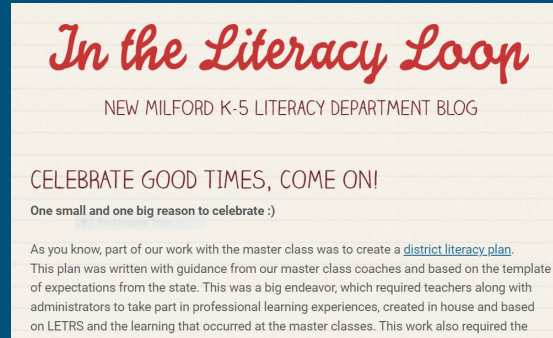 In the Literacy Loop
NEW MILFORD K-5 LITERACY DEPARTMENT BLOG
CELEBRATE GOOD TIMES, COME ON!
One small and one big reason to celebrate :)
As you know, part of our work with the master class was to create a district literacy plan.
This plan was written with guidance from our master class coaches and based on the template
of expectations from the state. This was a big endeavor, which required teachers along with
administrators to take part in professional learning experiences, created in house and based
on LETRS and the learning that occurred at the master classes. This work also required the